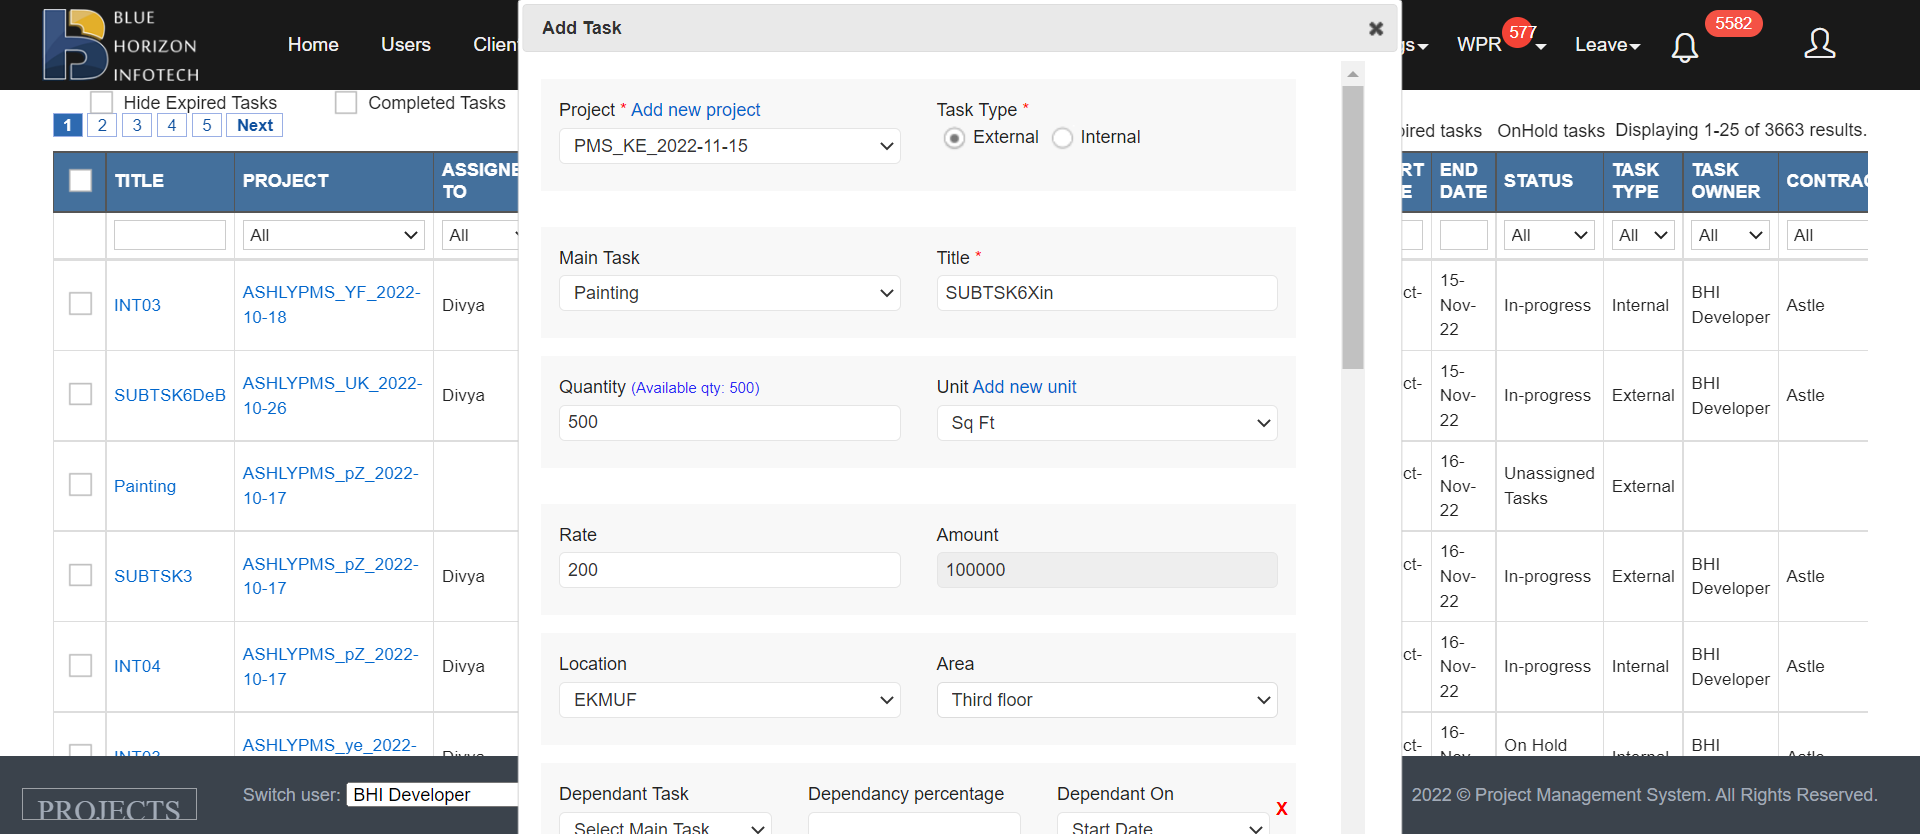 BLUE
HORIZON
INFOTECH
Home
Users
Clien
Add Task
gs
WPR
577
Leave
5582
Hide Expired Tasks
Completed Tasks
1
2
3
4
5
Next
OnHold tasks
Displaying 1-25 of 3663 results.
TITLE
PROJECT
ASSIGNE
TO
RT
E
END
DATE
STATUS
TASK
TYPE
TASK
OWNER
CONTRAC
All
All
All
All
All
All
INT03
ASHLYPMS_YF_2022-
10-18
Divya
ct-
15-
Nov-
22
In-progress
Internal
BHI
Developer
Astle
SUBTSK6DeB
ASHLYPMS_UK_2022-
10-26
Divya
ct-
15-
Nov-
22
In-progress
External
BHI
Developer
Astle
Painting
ASHLYPMS_pZ_2022-
10-17
ct-
16-
Nov-
22
Unassigned
Tasks
External
SUBTSK3
ASHLYPMS_pZ_2022-
10-17
Divya
ct-
16-
Nov-
22
In-progress
External
BHI
Developer
Astle
INT04
ASHLYPMS_pZ_2022-
10-17
Divya
ct-
16-
Nov-
22
In-progress
Internal
BHI
Developer
Astle
ASHLYPMS_ye_2022-
ct-
16-
On Hold
BHI
Project * Add new project
PMS_KE_2022-11-15
Task Type *
External
Internal
Main Task
Painting
Title *
SUBTSK6Xin
Quantity (Available qty: 500)
500
Unit Add new unit
Sq Ft
Rate
200
Amount
100000
Location
EKMUF
Area
Third floor
Dependant Task
Select Main Task
Dependancy percentage
Dependant On
Start Date
X
PROJECTS
Switch user:
BHI Developer
2022 © Project Management System. All Rights Reserved.